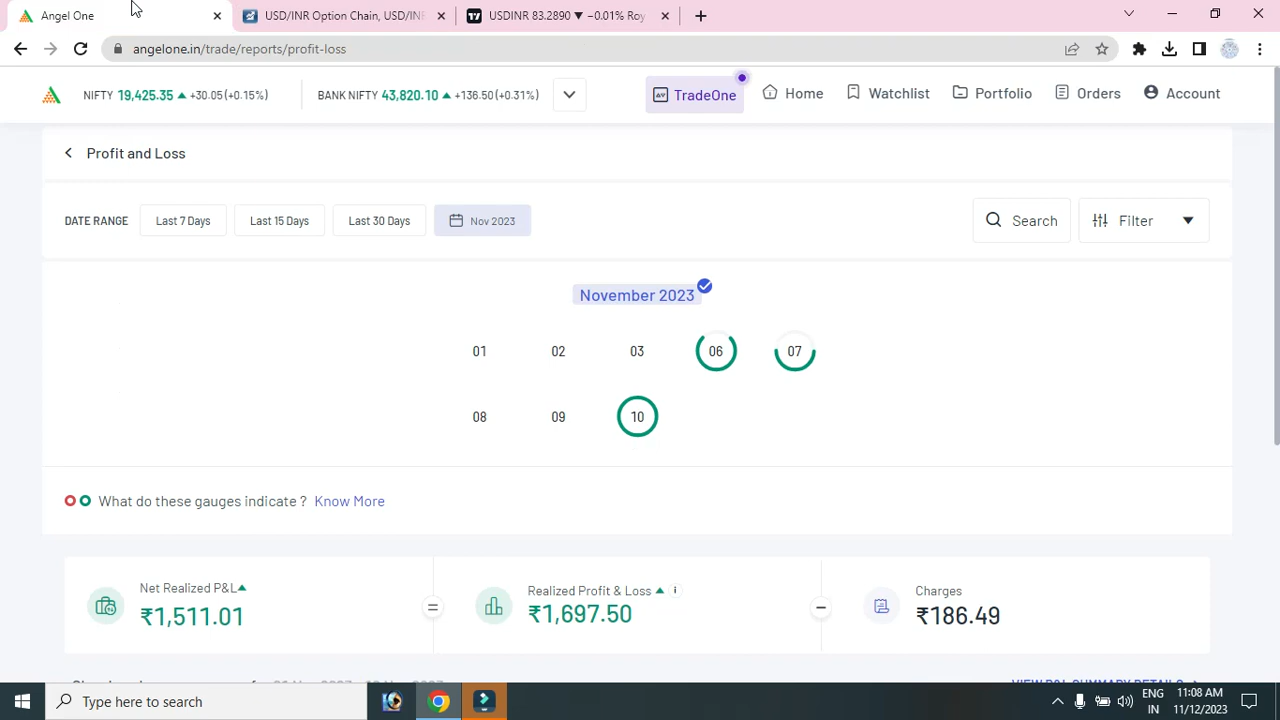 Angel One
USD/INR Option Chain, USD/INR
USDINR 83.2890 ▼ −0.01% Roy
angelone.in/trade/reports/profit-loss
NIFTY 19,425.35 ▲ +30.05(+0.15%)
BANK NIFTY 43,820.10 ▲ +136.50(+0.31%)
TradeOne
Home
Watchlist
Portfolio
Orders
Account
Profit and Loss
DATE RANGE
Last 7 Days
Last 15 Days
Last 30 Days
Nov 2023
Search
Filter
November 2023
01 02 03 06 07
08 09 10
What do these gauges indicate ? Know More
Net Realized P&L
₹1,511.01
=
Realized Profit & Loss
₹1,697.50
−
Charges
₹186.49
VIEW P&L SUMMARY DETAILS
Type here to search
ENG
IN
11:08 AM
11/12/2023